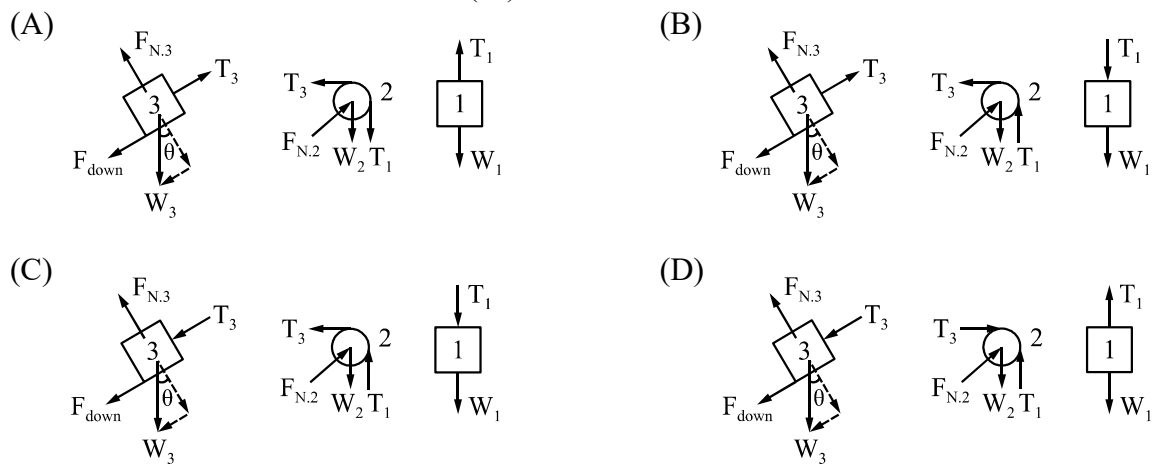 (A)
F_N.3
T_3
3
θ
F_down
W_3
T_3
2
F_N.2
W_2 T_1
T_1
1
W_1
(B)
F_N.3
T_3
3
θ
F_down
W_3
T_3
2
F_N.2
W_2 T_1
T_1
1
W_1
(C)
F_N.3
T_3
3
θ
F_down
W_3
T_3
2
F_N.2
W_2 T_1
T_1
1
W_1
(D)
F_N.3
T_3
3
θ
F_down
W_3
T_3
2
F_N.2
W_2 T_1
T_1
1
W_1